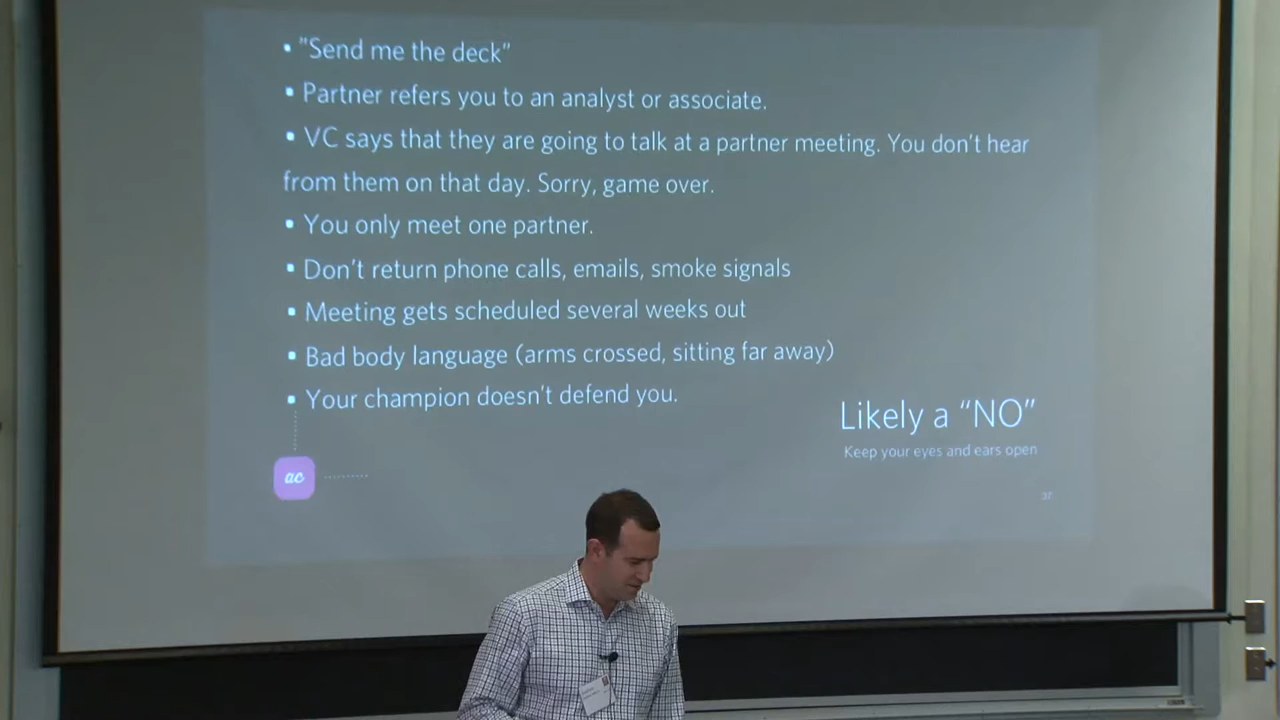 • "Send me the deck"
• Partner refers you to an analyst or associate.
• VC says that they are going to talk at a partner meeting. You don't hear
from them on that day. Sorry, game over.
• You only meet one partner.
• Don't return phone calls, emails, smoke signals
• Meeting gets scheduled several weeks out
• Bad body language (arms crossed, sitting far away)
• Your champion doesn't defend you.
Likely a "NO"
Keep your eyes and ears open
ac
37